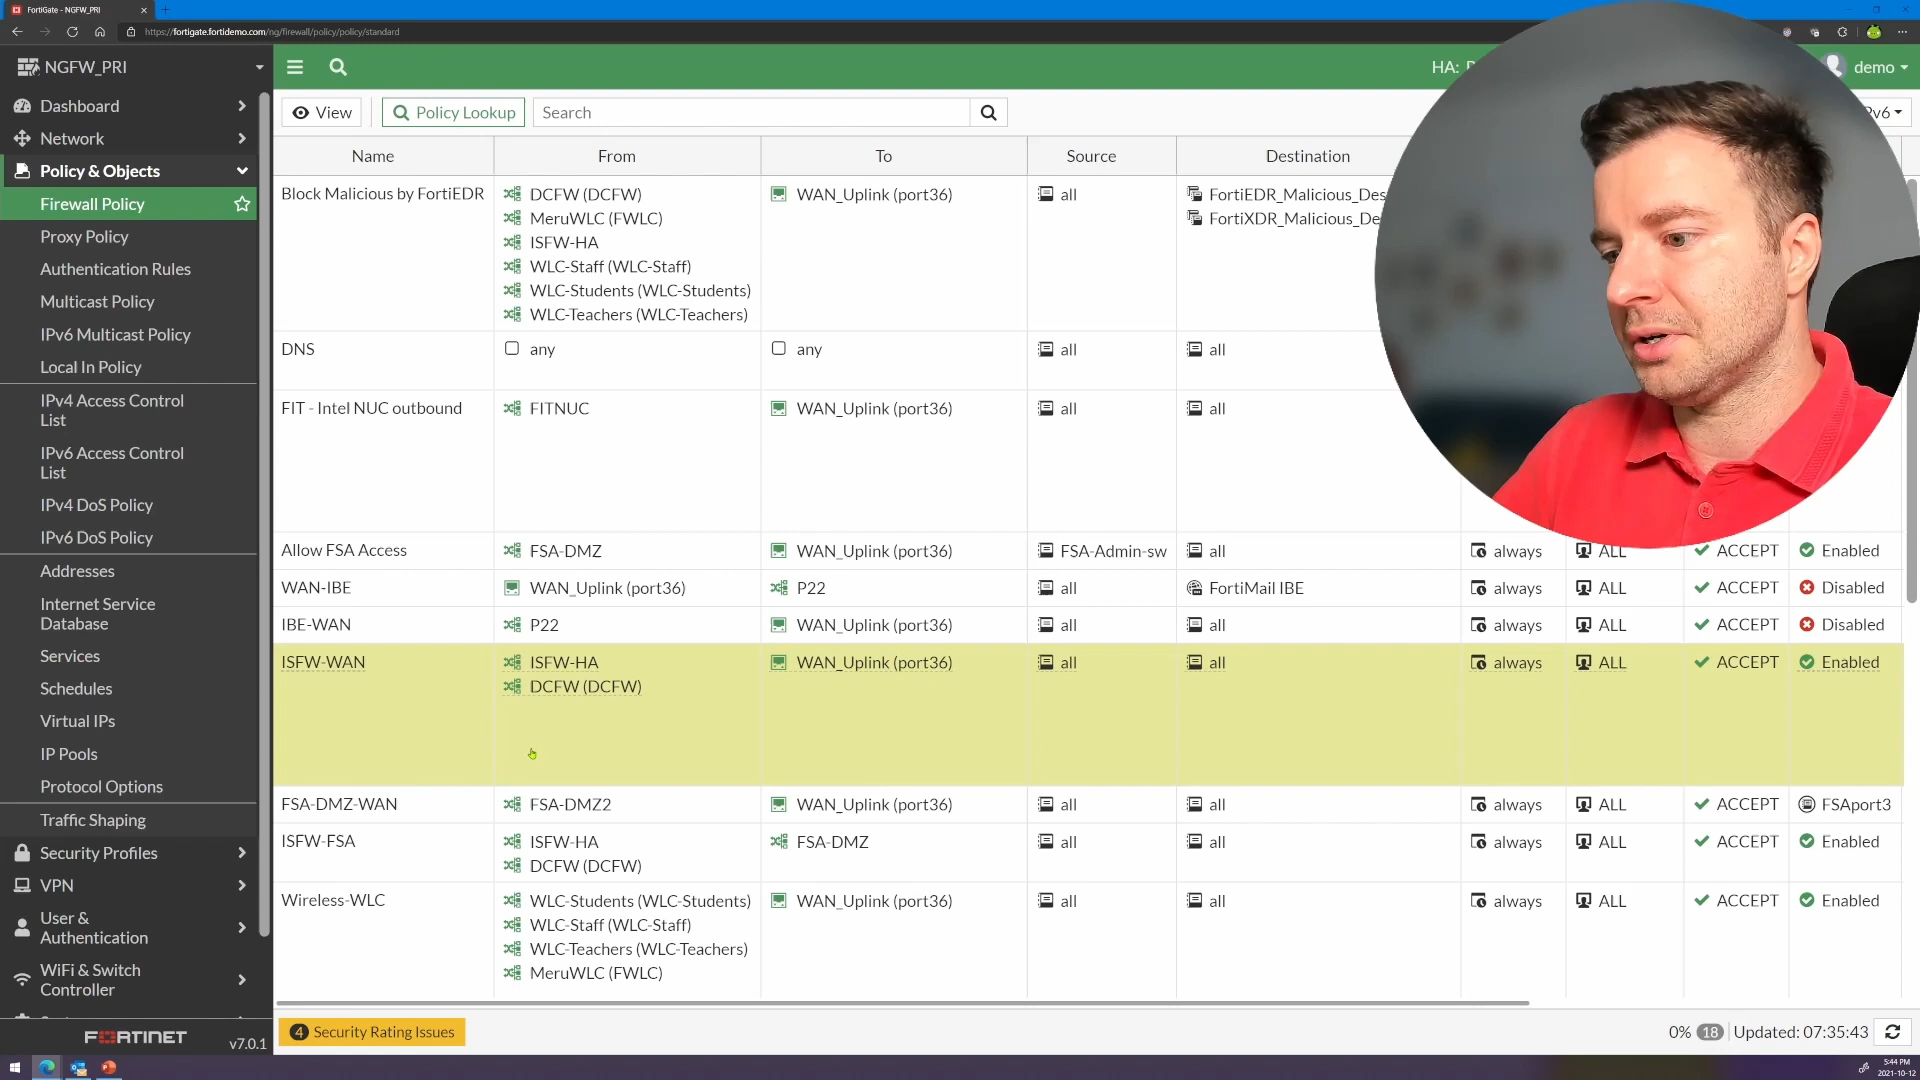 FortiGate - NGFW_PRI
https://fortigate.fortidemo.com/ng/firewall/policy/policy/standard
NGFW_PRI
HA:
demo
Dashboard
Network
Policy & Objects
Firewall Policy
Proxy Policy
Authentication Rules
Multicast Policy
IPv6 Multicast Policy
Local In Policy
IPv4 Access Control
List
IPv6 Access Control
List
IPv4 DoS Policy
IPv6 DoS Policy
Addresses
Internet Service
Database
Services
Schedules
Virtual IPs
IP Pools
Protocol Options
Traffic Shaping
Security Profiles
VPN
User &
Authentication
WiFi & Switch
Controller
FORTINET v7.0.1
View Policy Lookup Search
Name From To Source Destination
Block Malicious by FortiEDR DCFW (DCFW) WAN_Uplink (port36) all FortiEDR_Malicious_Des
MeruWLC (FWLC) FortiXDR_Malicious_De
ISFW-HA
WLC-Staff (WLC-Staff)
WLC-Students (WLC-Students)
WLC-Teachers (WLC-Teachers)
DNS any any all all
FIT - Intel NUC outbound FITNUC WAN_Uplink (port36) all all
Allow FSA Access FSA-DMZ WAN_Uplink (port36) FSA-Admin-sw all always ALL ACCEPT Enabled
WAN-IBE WAN_Uplink (port36) P22 all FortiMail IBE always ALL ACCEPT Disabled
IBE-WAN P22 WAN_Uplink (port36) all all always ALL ACCEPT Disabled
ISFW-WAN ISFW-HA WAN_Uplink (port36) all all always ALL ACCEPT Enabled
DCFW (DCFW)
FSA-DMZ-WAN FSA-DMZ2 WAN_Uplink (port36) all all always ALL ACCEPT FSAport3
ISFW-FSA ISFW-HA FSA-DMZ all all always ALL ACCEPT Enabled
DCFW (DCFW)
Wireless-WLC WLC-Students (WLC-Students) WAN_Uplink (port36) all all always ALL ACCEPT Enabled
WLC-Staff (WLC-Staff)
WLC-Teachers (WLC-Teachers)
MeruWLC (FWLC)
4 Security Rating Issues
0% 18 Updated: 07:35:43
5:44 PM
2021-10-12